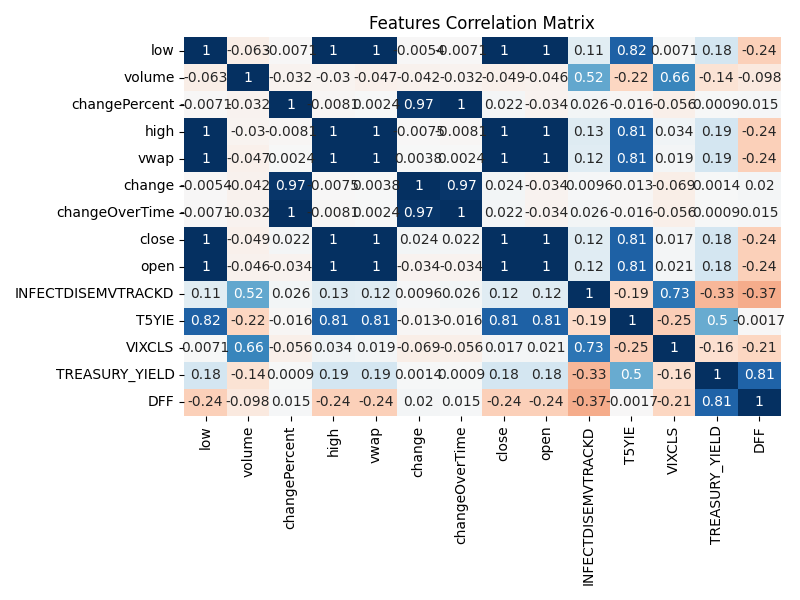 Features Correlation Matrix
low 1 -0.063 -0.0071 1 1 -0.0054 -0.0071 1 1 0.11 0.82 -0.0071 0.18 -0.24
volume -0.063 1 -0.032 -0.03 -0.047 -0.042 -0.032 -0.049 -0.046 0.52 -0.22 0.66 -0.14 -0.098
changePercent -0.0071 -0.032 1 0.0081 0.0024 0.97 1 0.022 -0.034 0.026 -0.016 -0.056 0.0009 0.015
high 1 -0.03 -0.0081 1 1 0.0075 -0.0081 1 1 0.13 0.81 0.034 0.19 -0.24
vwap 1 -0.047 0.0024 1 1 0.0038 0.0024 1 1 0.12 0.81 0.019 0.19 -0.24
change -0.0054 -0.042 0.97 0.0075 0.0038 1 0.97 0.024 -0.034 0.0096 -0.013 -0.069 0.0014 0.02
changeOverTime -0.0071 -0.032 1 0.0081 0.0024 0.97 1 0.022 -0.034 0.026 -0.016 -0.056 0.0009 0.015
close 1 -0.049 0.022 1 1 0.024 0.022 1 1 0.12 0.81 0.017 0.18 -0.24
open 1 -0.046 -0.034 1 1 -0.034 -0.034 1 1 0.12 0.81 0.021 0.18 -0.24
INFECTDISEMVTRACKD 0.11 0.52 0.026 0.13 0.12 0.0096 0.026 0.12 0.12 1 -0.19 0.73 -0.33 -0.37
T5YIE 0.82 -0.22 -0.016 0.81 0.81 -0.013 -0.016 0.81 0.81 -0.19 1 -0.25 0.5 -0.0017
VIXCLS -0.0071 0.66 -0.056 0.034 0.019 -0.069 -0.056 0.017 0.021 0.73 -0.25 1 -0.16 -0.21
TREASURY_YIELD 0.18 -0.14 0.0009 0.19 0.19 0.0014 0.0009 0.18 0.18 -0.33 0.5 -0.16 1 0.81
DFF -0.24 -0.098 0.015 -0.24 -0.24 0.02 0.015 -0.24 -0.24 -0.37 -0.0017 -0.21 0.81 1
low volume changePercent high vwap change changeOverTime close open INFECTDISEMVTRACKD T5YIE VIXCLS TREASURY_YIELD DFF